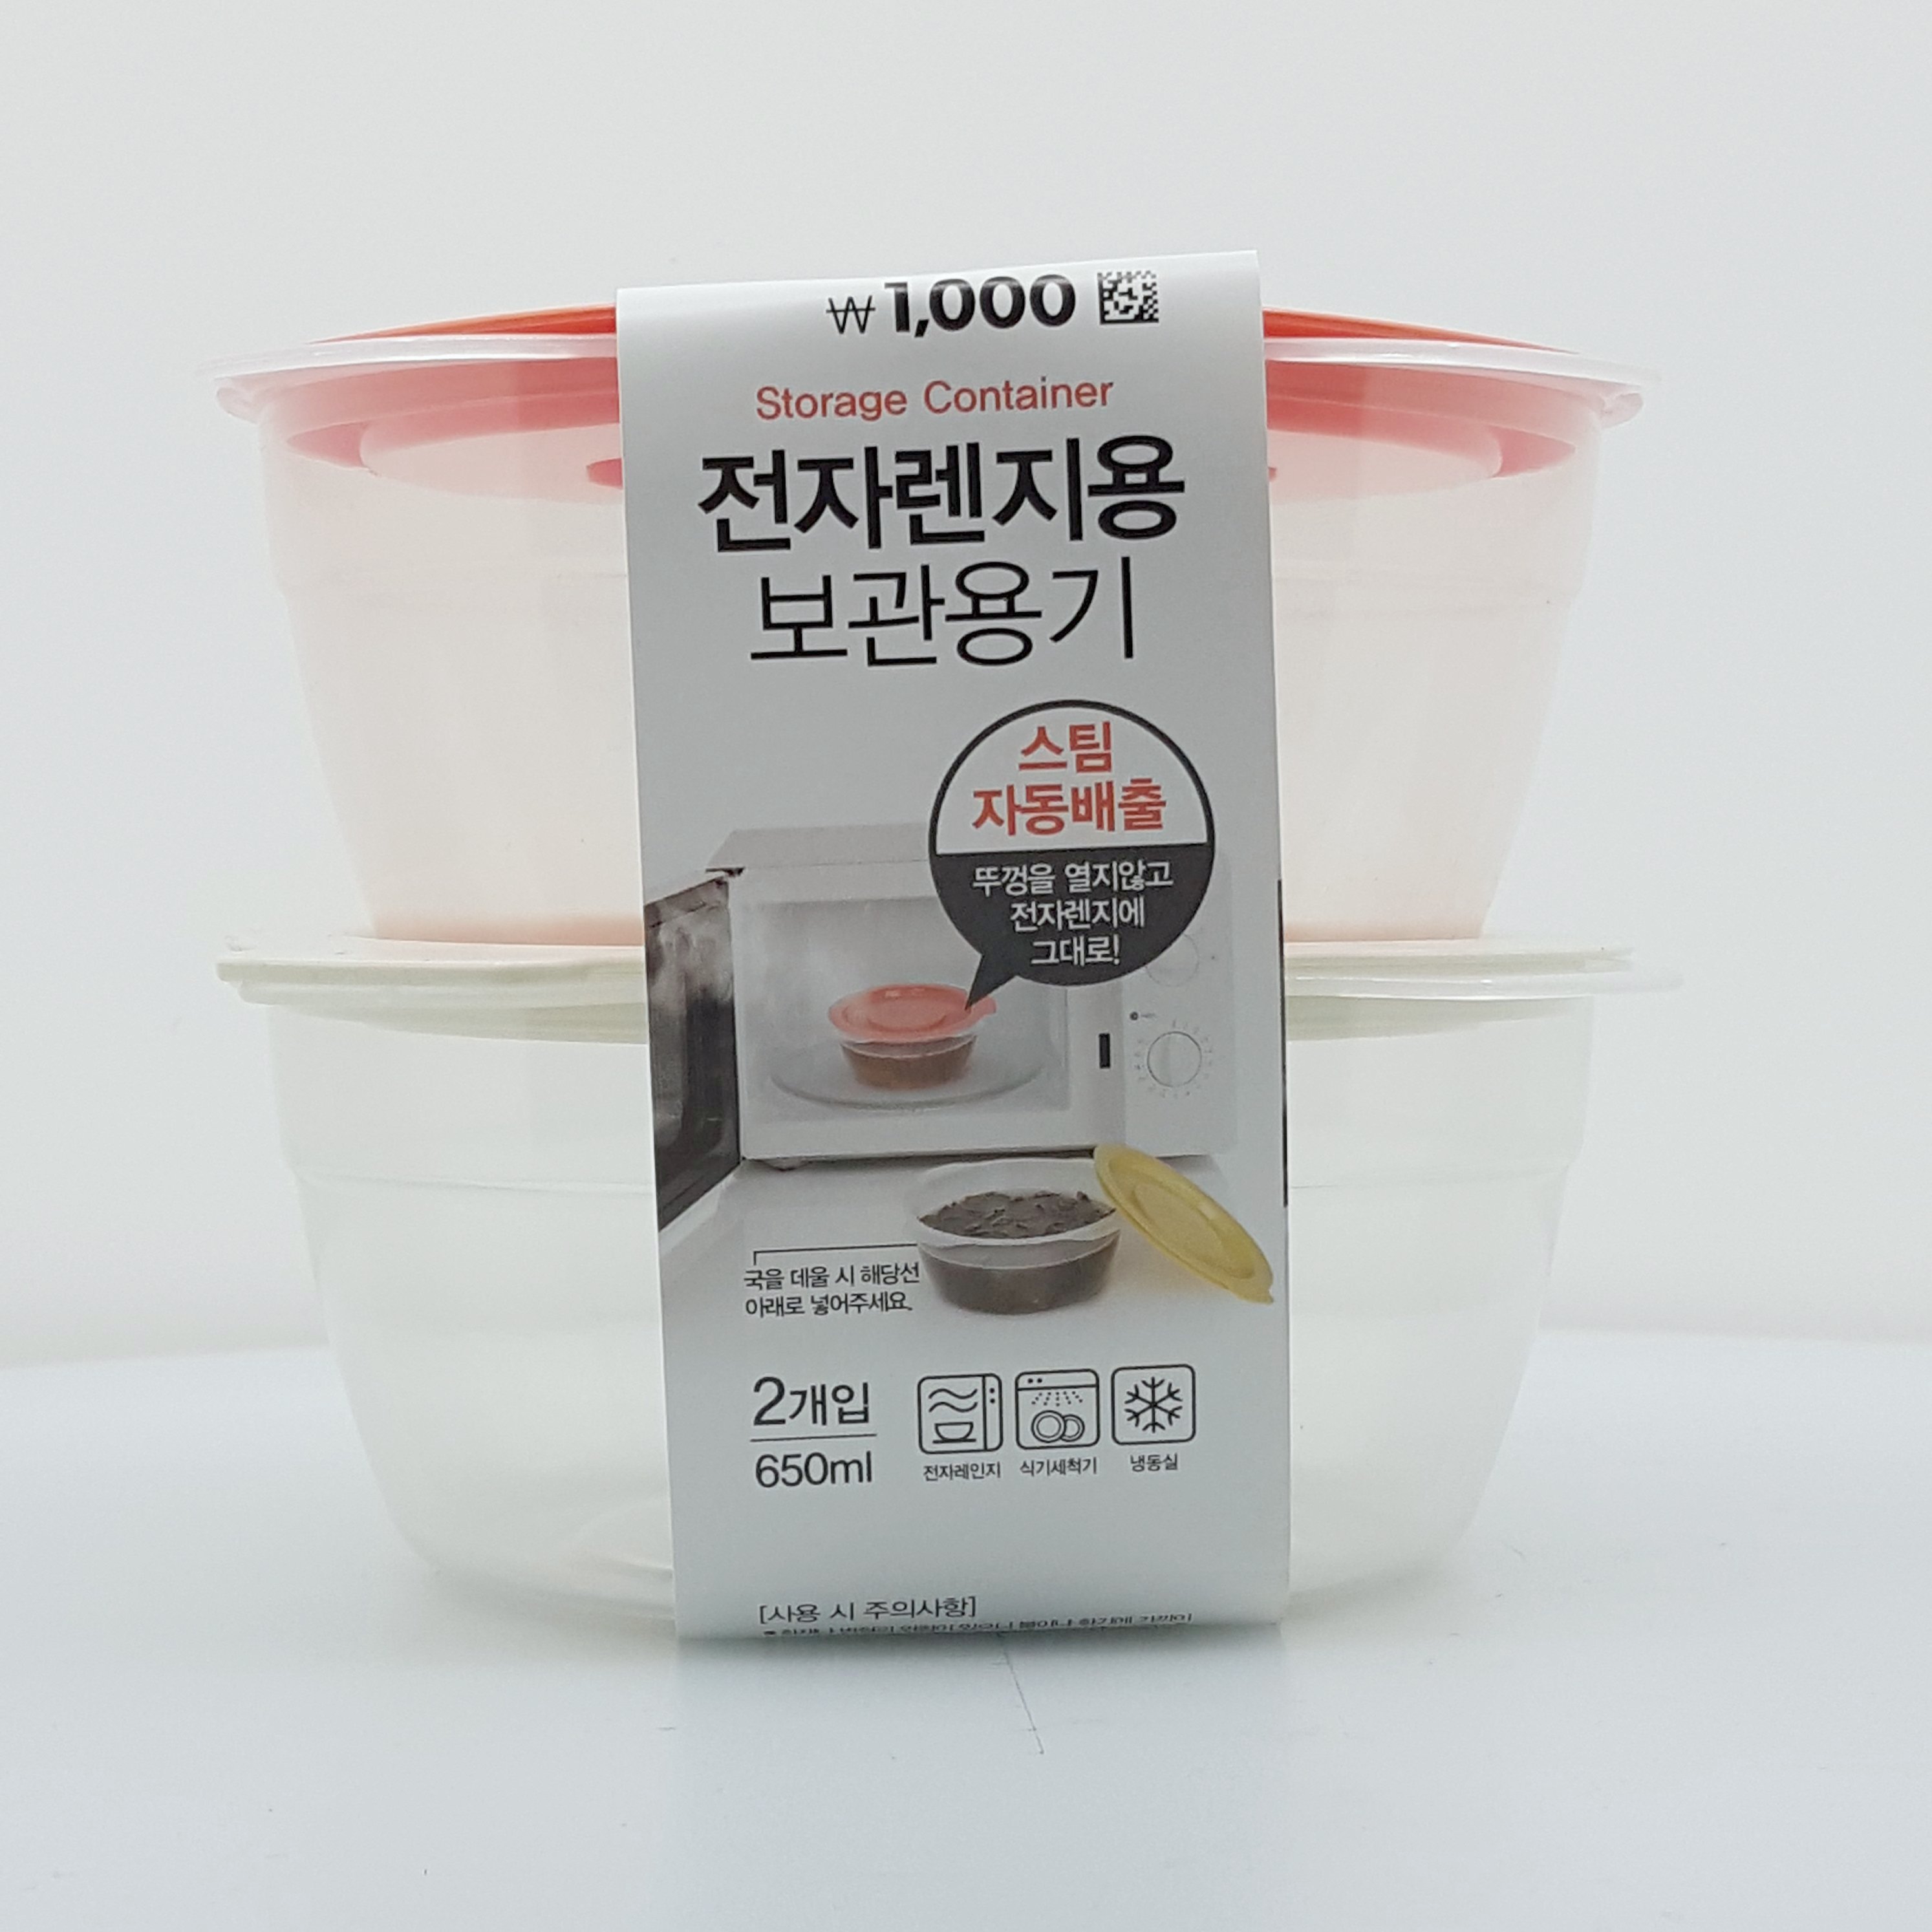 ₩1,000
Storage Container
전자렌지용
보관용기
스팀
자동배출
뚜껑을 열지않고
전자렌지에
그대로!
국을 데울 시 해당선
아래로 넣어주세요.
2개입
650ml
전자레인지 식기세척기 냉동실
[사용 시 주의사항]